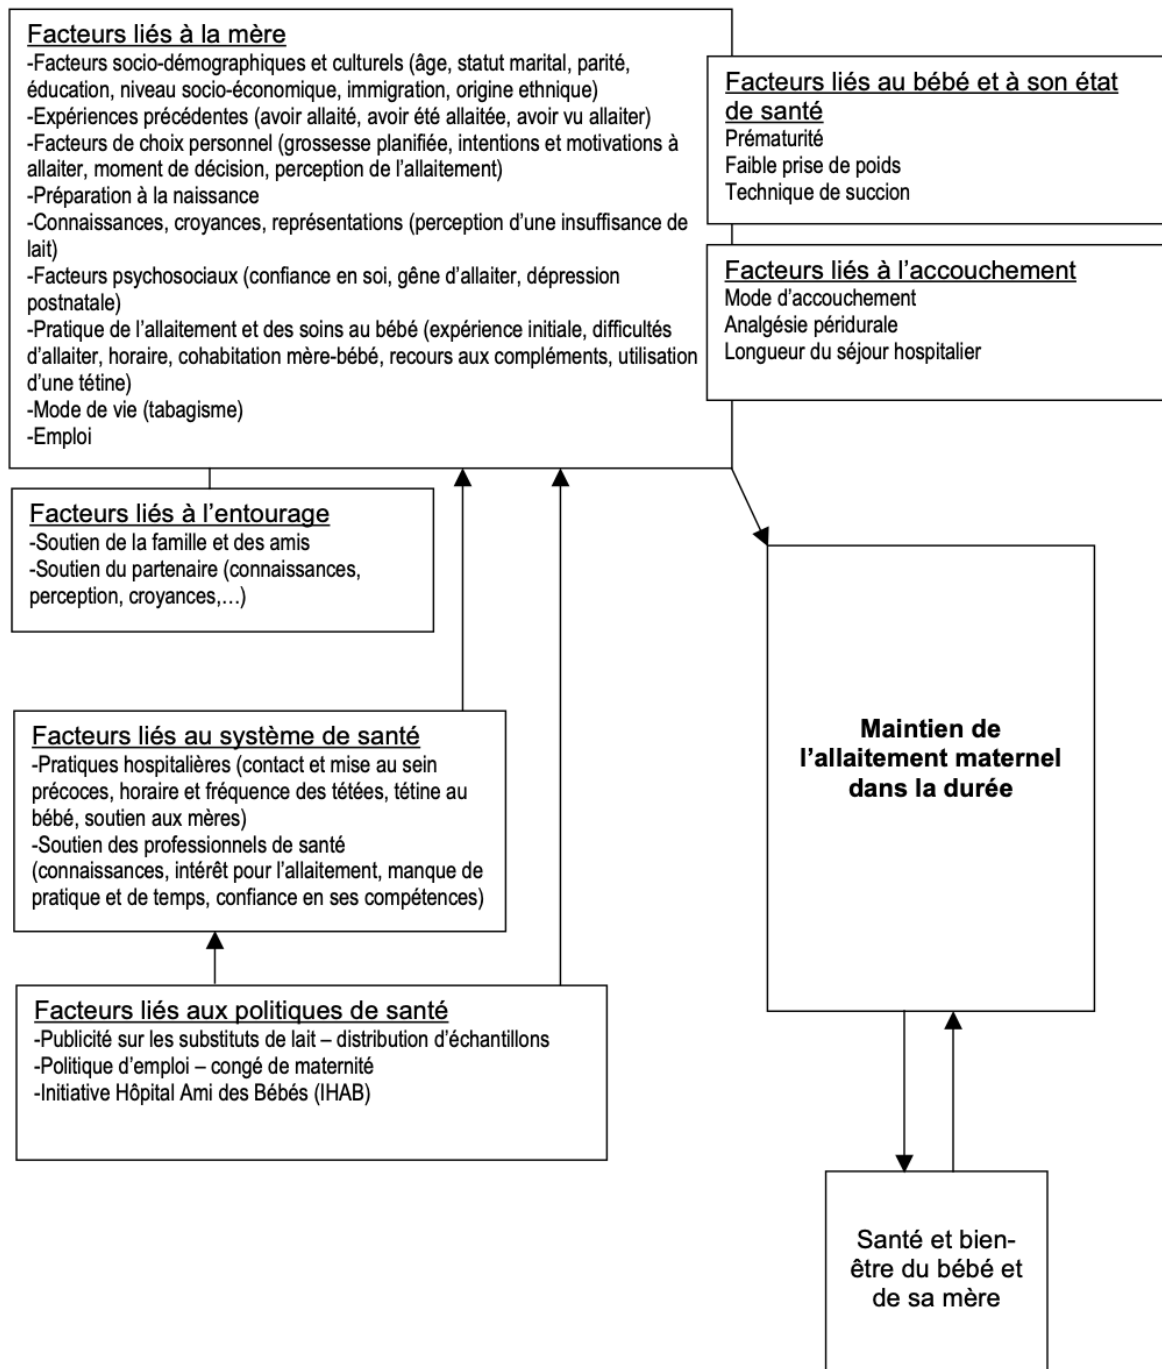 Facteurs liés à la mère
-Facteurs socio-démographiques et culturels (âge, statut marital, parité,
éducation, niveau socio-économique, immigration, origine ethnique)
-Expériences précédentes (avoir allaité, avoir été allaitée, avoir vu allaiter)
-Facteurs de choix personnel (grossesse planifiée, intentions et motivations à
allaiter, moment de décision, perception de l’allaitement)
-Préparation à la naissance
-Connaissances, croyances, représentations (perception d’une insuffisance de
lait)
-Facteurs psychosociaux (confiance en soi, gêne d’allaiter, dépression
postnatale)
-Pratique de l’allaitement et des soins au bébé (expérience initiale, difficultés
d’allaiter, horaire, cohabitation mère-bébé, recours aux compléments, utilisation
d’une tétine)
-Mode de vie (tabagisme)
-Emploi
Facteurs liés au bébé et à son état
de santé
Prématurité
Faible prise de poids
Technique de succion
Facteurs liés à l’accouchement
Mode d’accouchement
Analgésie péridurale
Longueur du séjour hospitalier
Facteurs liés à l’entourage
-Soutien de la famille et des amis
-Soutien du partenaire (connaissances,
perception, croyances,…)
Facteurs liés au système de santé
-Pratiques hospitalières (contact et mise au sein
précoces, horaire et fréquence des tétées, tétine au
bébé, soutien aux mères)
-Soutien des professionnels de santé
(connaissances, intérêt pour l’allaitement, manque de
pratique et de temps, confiance en ses compétences)
Facteurs liés aux politiques de santé
-Publicité sur les substituts de lait – distribution d’échantillons
-Politique d’emploi – congé de maternité
-Initiative Hôpital Ami des Bébés (IHAB)
Maintien de
l’allaitement maternel
dans la durée
Santé et bien-
être du bébé et
de sa mère